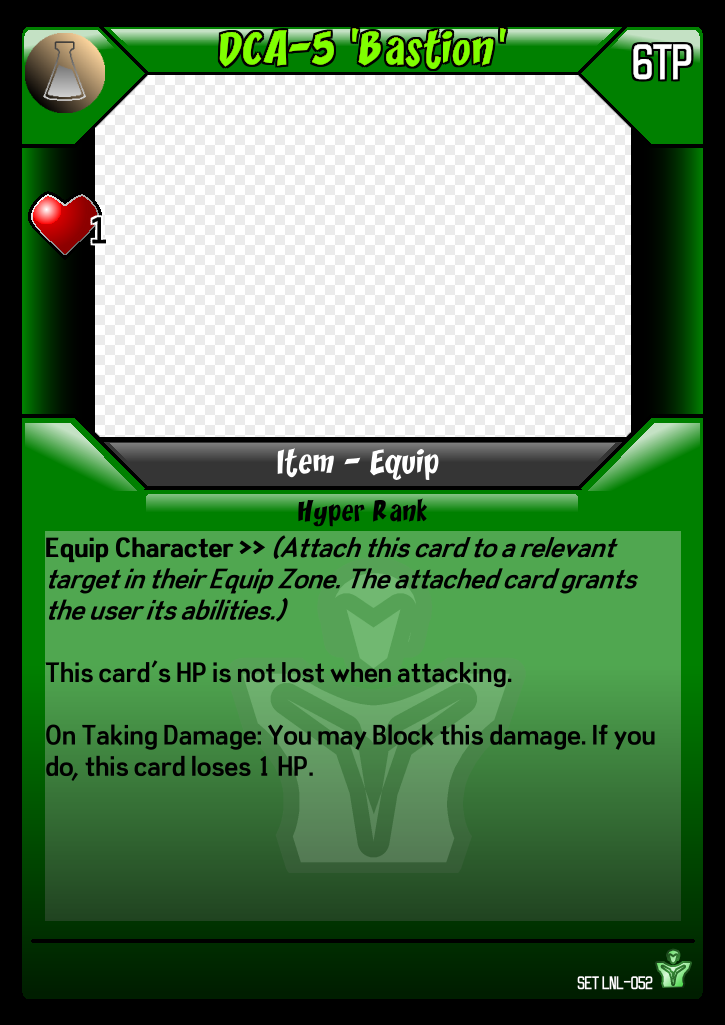 DCA-5 'Bastion'
6TP
1
Item - Equip
Hyper Rank
Equip Character >> (Attach this card to a relevant
target in their Equip Zone. The attached card grants
the user its abilities.)
This card's HP is not lost when attacking.
On Taking Damage: You may Block this damage. If you
do, this card loses 1 HP.
SET LNL-052